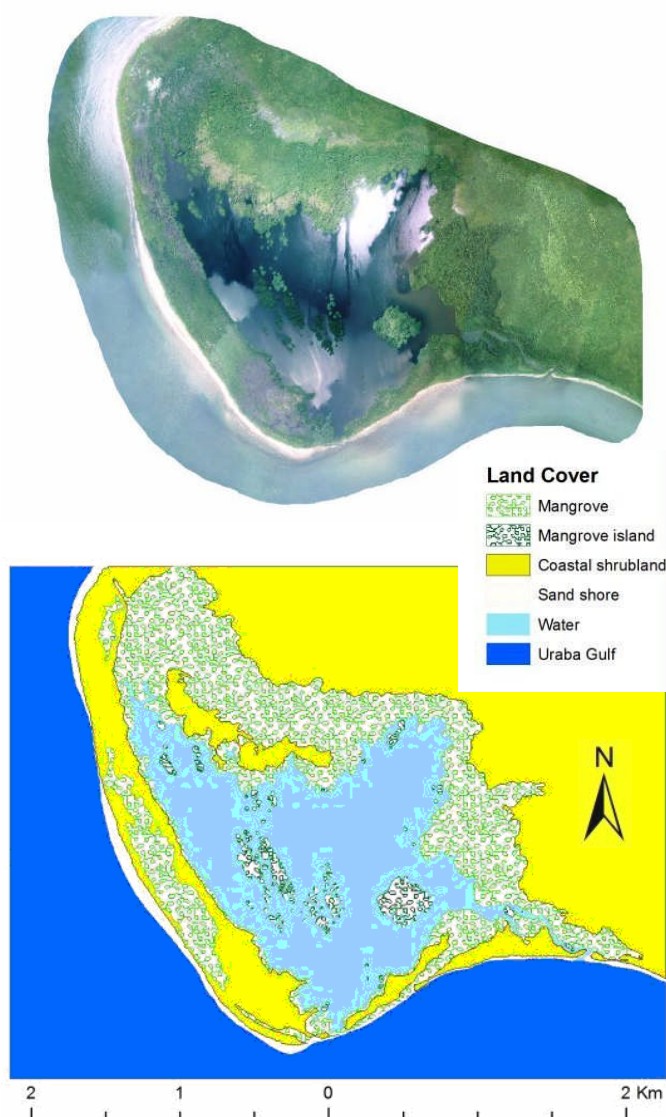 Land Cover
Mangrove
Mangrove island
Coastal shrubland
Sand shore
Water
Uraba Gulf
N
2 1 0 2 Km